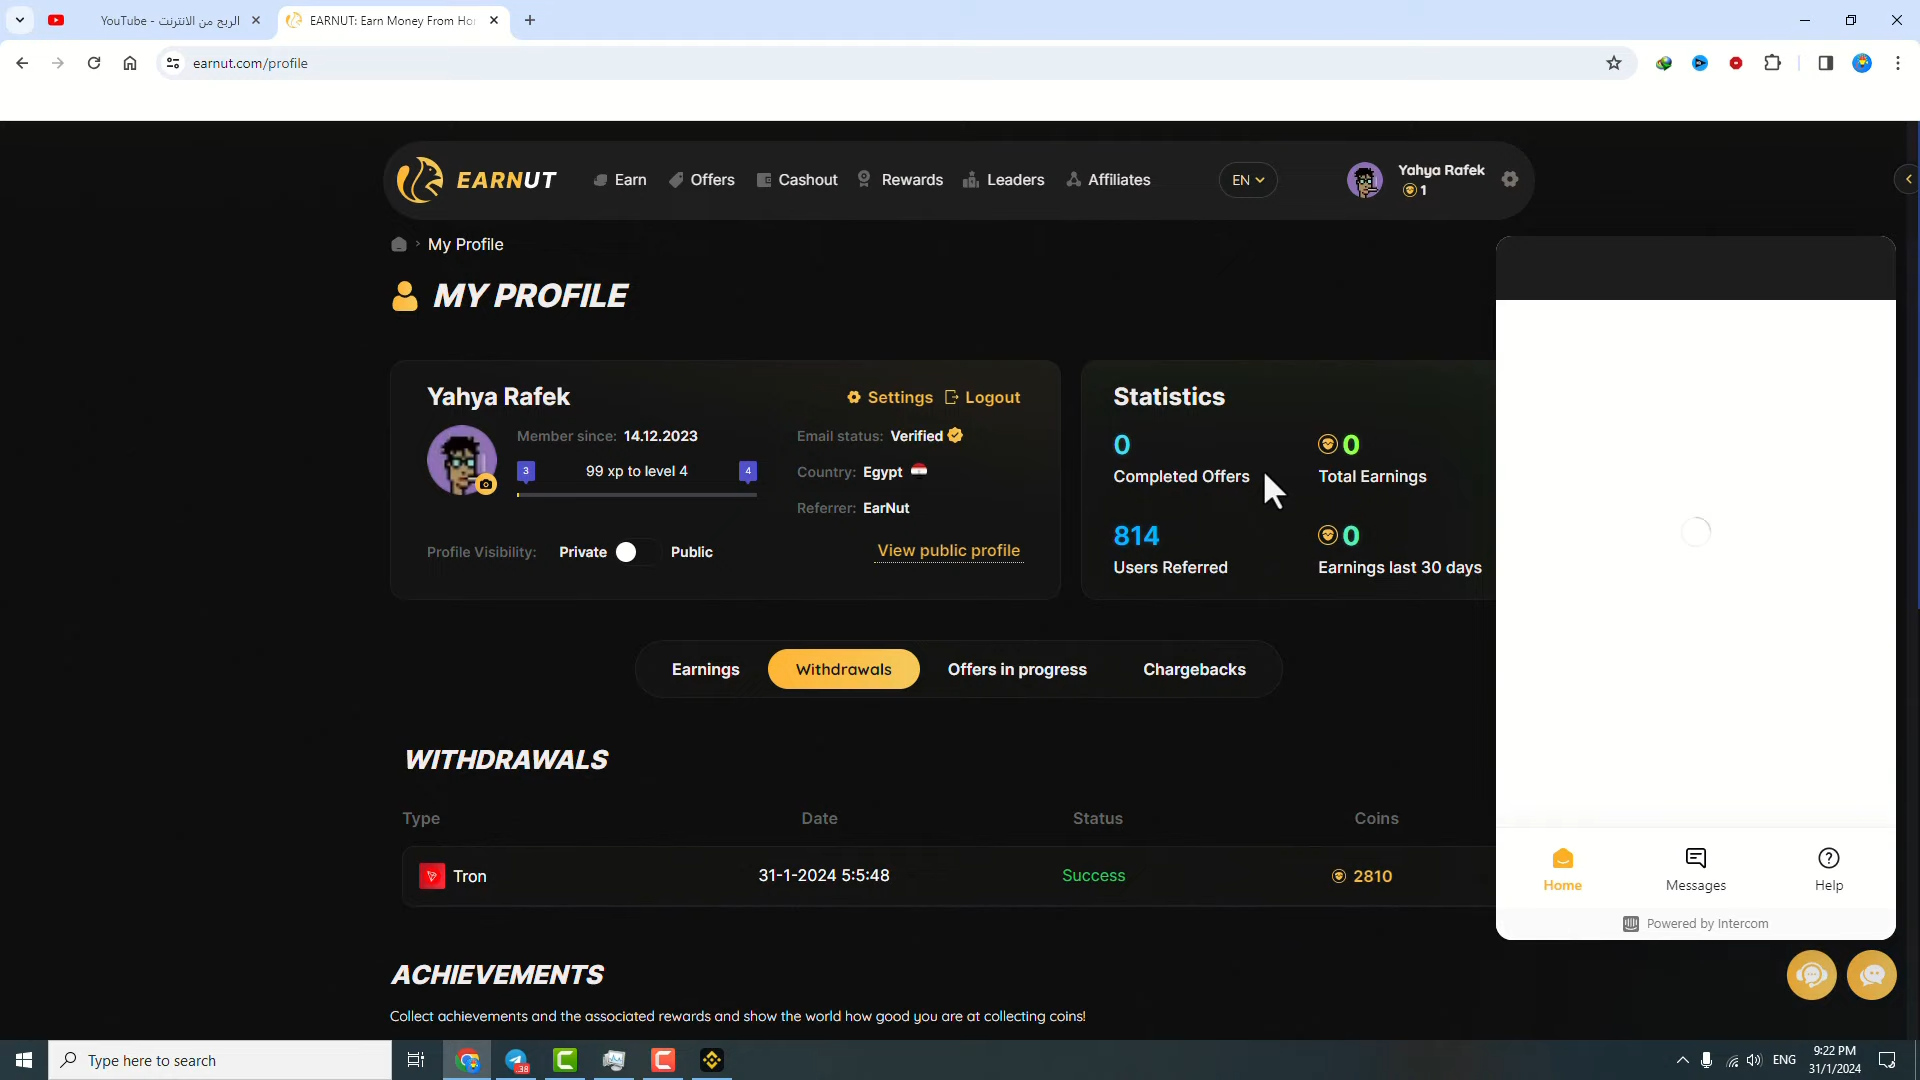 YouTube - الربح من الانترنت
EARNUT: Earn Money From Ho
earnut.com/profile
EARNUT
Earn
Offers
Cashout
Rewards
Leaders
Affiliates
EN
Yahya Rafek
1
My Profile
MY PROFILE
Yahya Rafek
Settings
Logout
Member since: 14.12.2023
Email status: Verified
3
99 xp to level 4
4
Country: Egypt
Referrer: EarNut
Profile Visibility: Private
Public
View public profile
Statistics
0
Completed Offers
0
Total Earnings
814
Users Referred
0
Earnings last 30 days
Earnings
Withdrawals
Offers in progress
Chargebacks
WITHDRAWALS
Type
Date
Status
Coins
Tron
31-1-2024 5:5:48
Success
2810
ACHIEVEMENTS
Collect achievements and the associated rewards and show the world how good you are at collecting coins!
Home
Messages
Help
Powered by Intercom
Type here to search
38
ENG
9:22 PM
31/1/2024